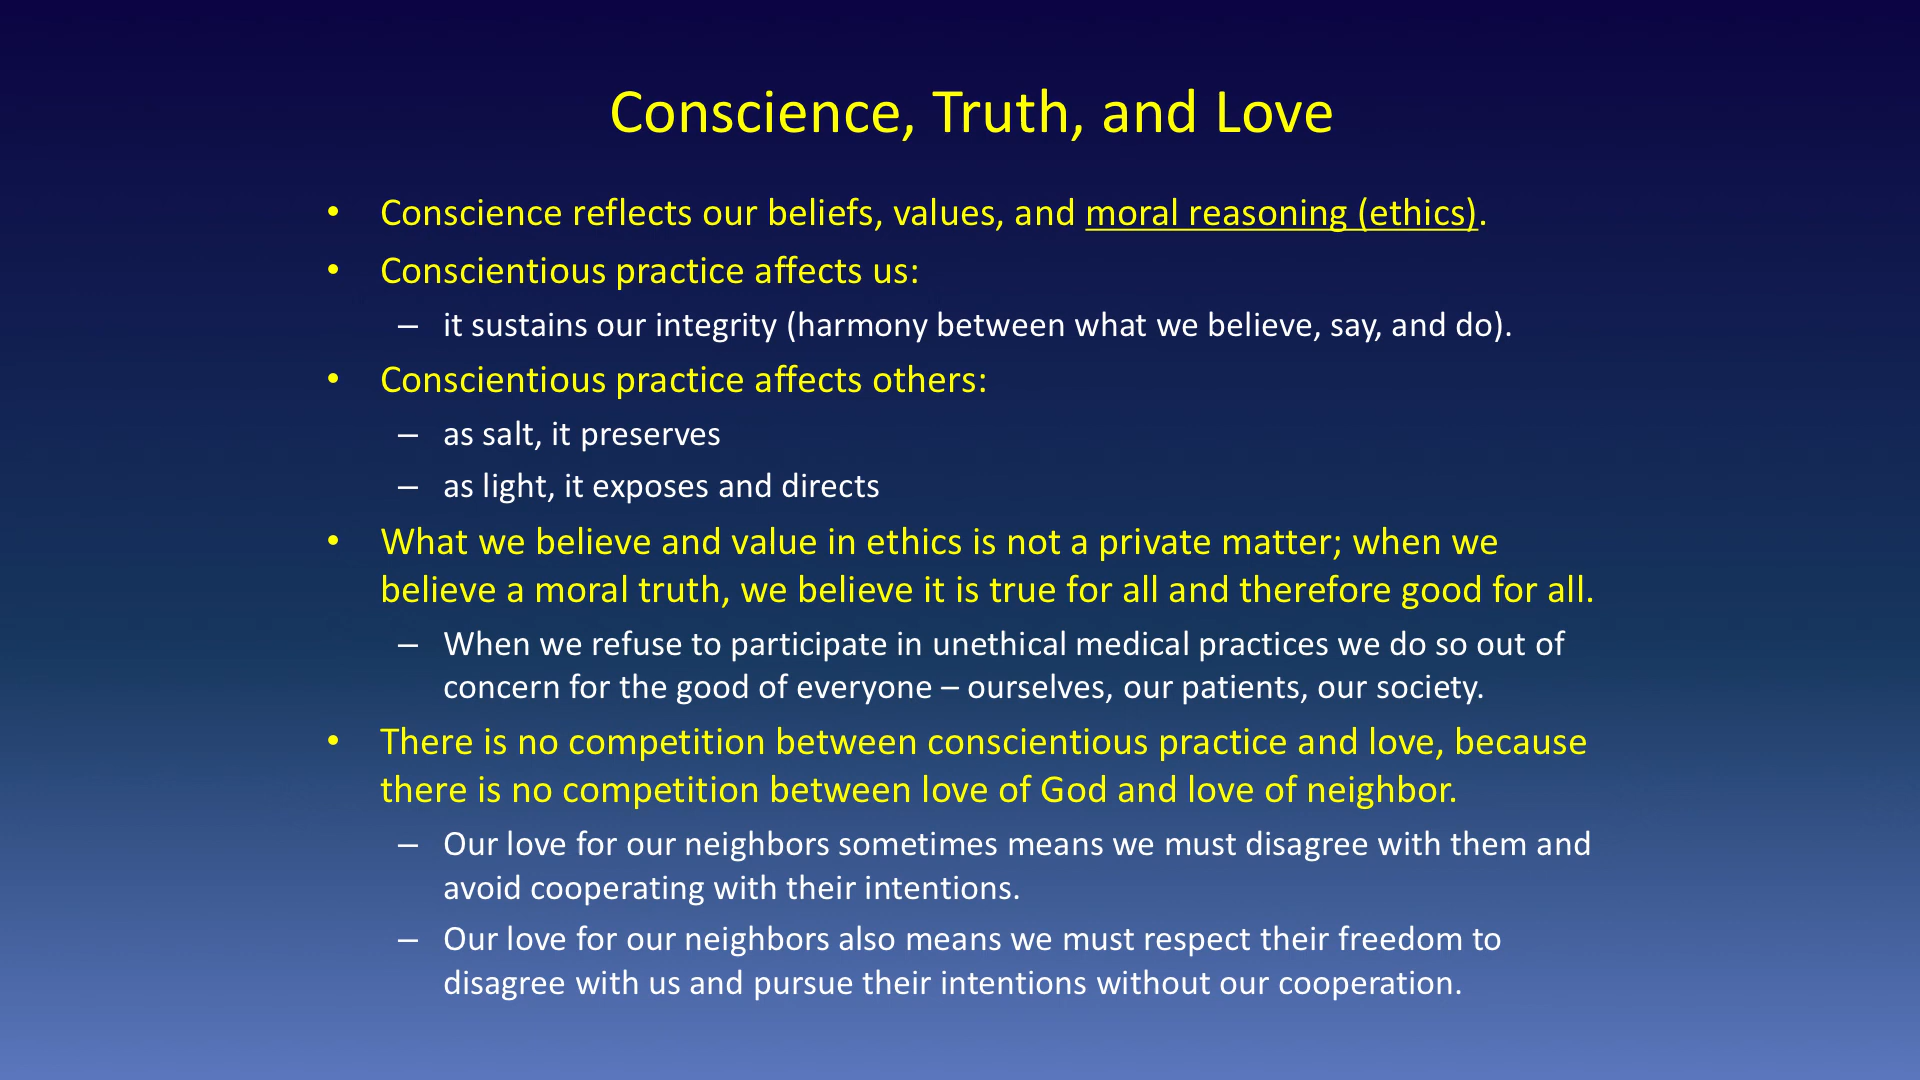 Conscience, Truth, and Love
• Conscience reflects our beliefs, values, and moral reasoning (ethics).
• Conscientious practice affects us:
– it sustains our integrity (harmony between what we believe, say, and do).
• Conscientious practice affects others:
– as salt, it preserves
– as light, it exposes and directs
• What we believe and value in ethics is not a private matter; when we
believe a moral truth, we believe it is true for all and therefore good for all.
– When we refuse to participate in unethical medical practices we do so out of
concern for the good of everyone – ourselves, our patients, our society.
• There is no competition between conscientious practice and love, because
there is no competition between love of God and love of neighbor.
– Our love for our neighbors sometimes means we must disagree with them and
avoid cooperating with their intentions.
– Our love for our neighbors also means we must respect their freedom to
disagree with us and pursue their intentions without our cooperation.